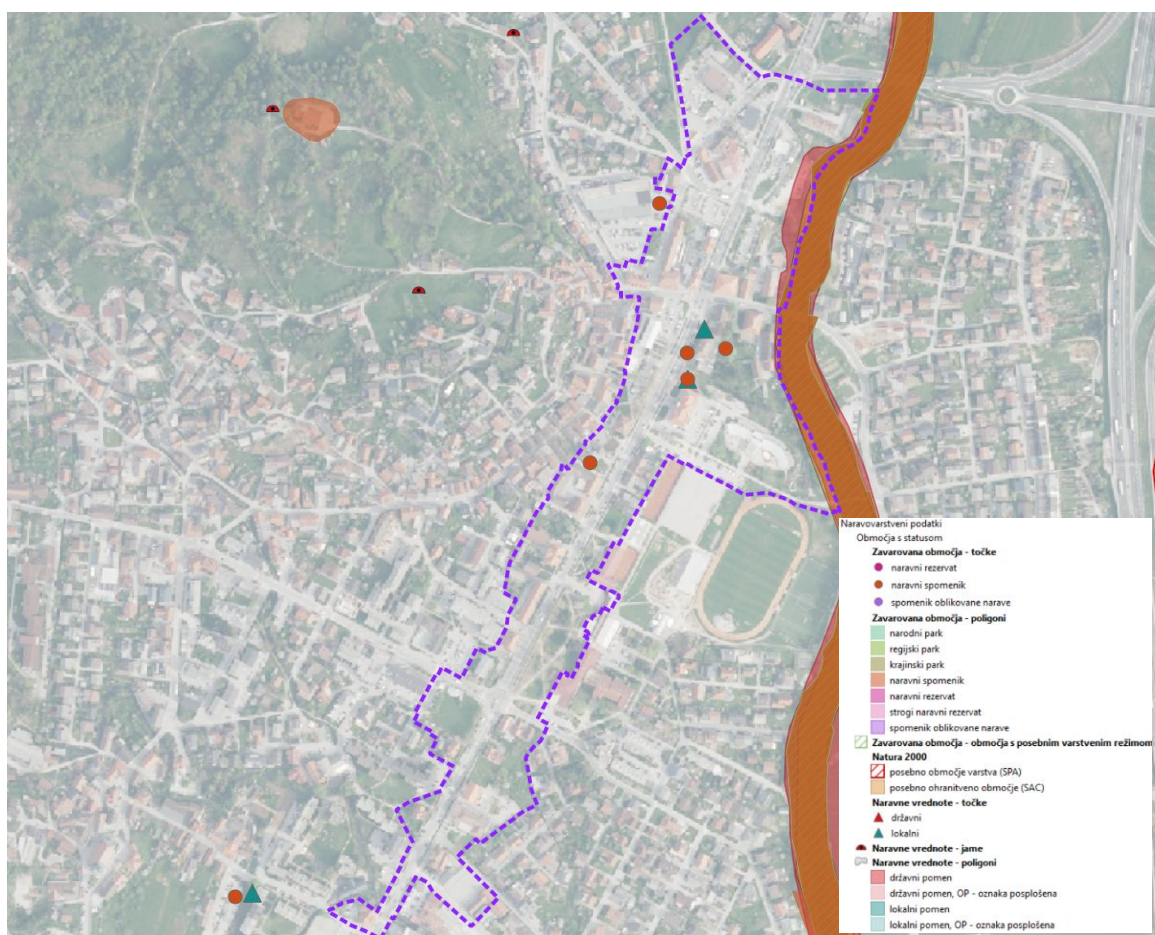 Naravovarstveni podatki
Območja s statusom
Zavarovana območja - točke
naravni rezervat
naravni spomenik
spomenik oblikovane narave
Zavarovana območja - poligoni
narodni park
regijski park
krajinski park
naravni spomenik
naravni rezervat
strogi naravni rezervat
spomenik oblikovane narave
Zavarovana območja - območja s posebnim varstvenim režimom
Natura 2000
posebno območje varstva (SPA)
posebno ohranitveno območje (SAC)
Naravne vrednote - točke
državni
lokalni
Naravne vrednote - jame
Naravne vrednote - poligoni
državni pomen
državni pomen, OP - oznaka posplošena
lokalni pomen
lokalni pomen, OP - oznaka posplošena